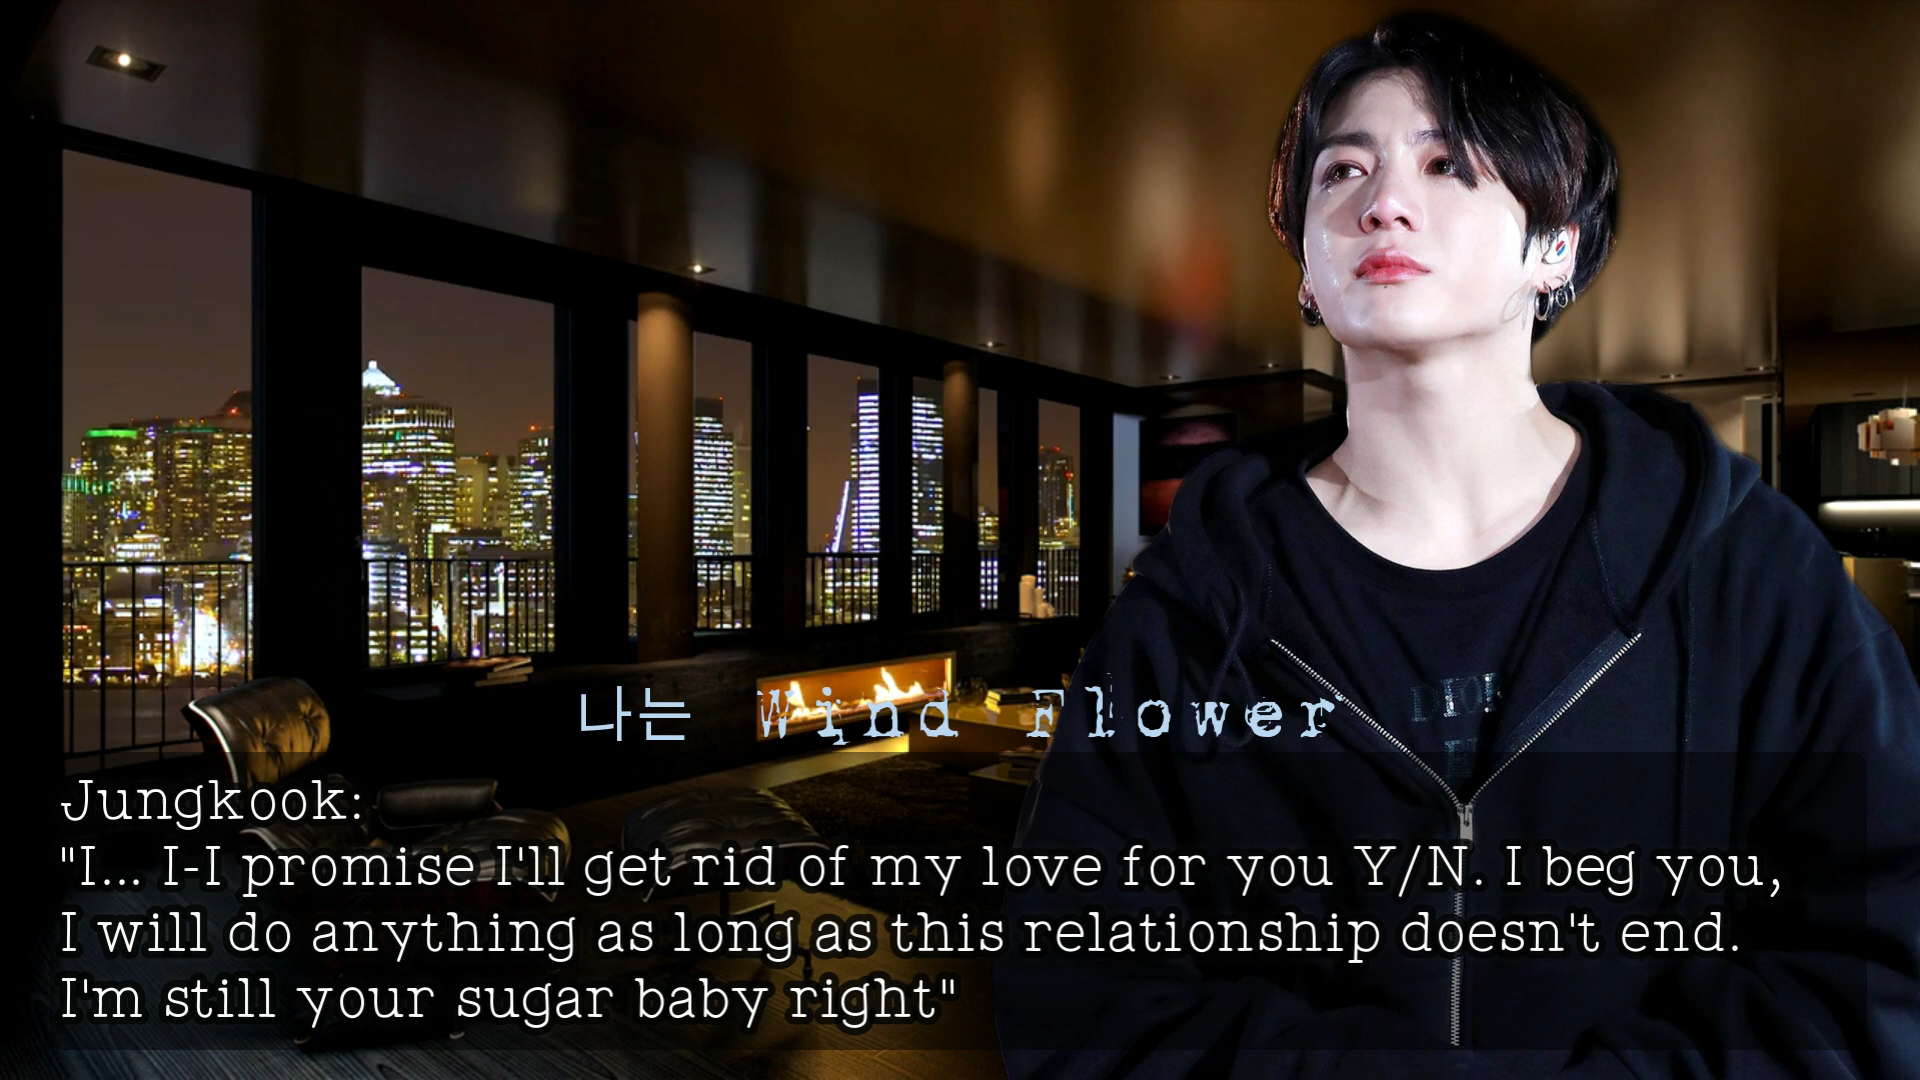 나는 Wind Flower
Jungkook:
"I... I-I promise I'll get rid of my love for you Y/N. I beg you,
I will do anything as long as this relationship doesn't end.
I'm still your sugar baby right"
DIOR